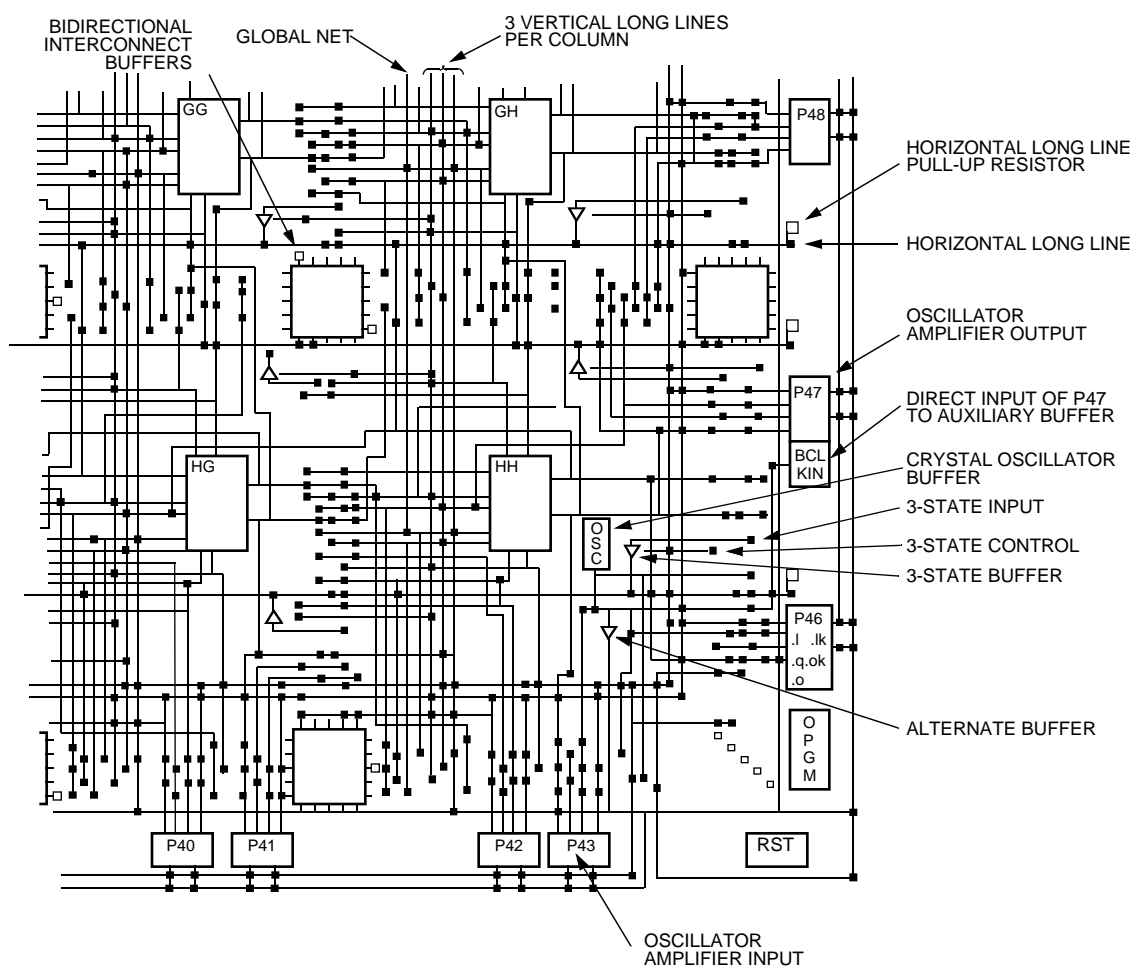 3 VERTICAL LONG LINES
PER COLUMN
BIDIRECTIONAL
INTERCONNECT
BUFFERS
GLOBAL NET
GG
GH
P48
HORIZONTAL LONG LINE
PULL-UP RESISTOR
HORIZONTAL LONG LINE
OSCILLATOR
AMPLIFIER OUTPUT
P47
DIRECT INPUT OF P47
TO AUXILIARY BUFFER
BCL
KIN
HG
HH
CRYSTAL OSCILLATOR
BUFFER
O
S
C
3-STATE INPUT
3-STATE CONTROL
3-STATE BUFFER
P46
.l .lk
.q.ok
.o
ALTERNATE BUFFER
O
P
G
M
P40
P41
P42
P43
RST
OSCILLATOR
AMPLIFIER INPUT